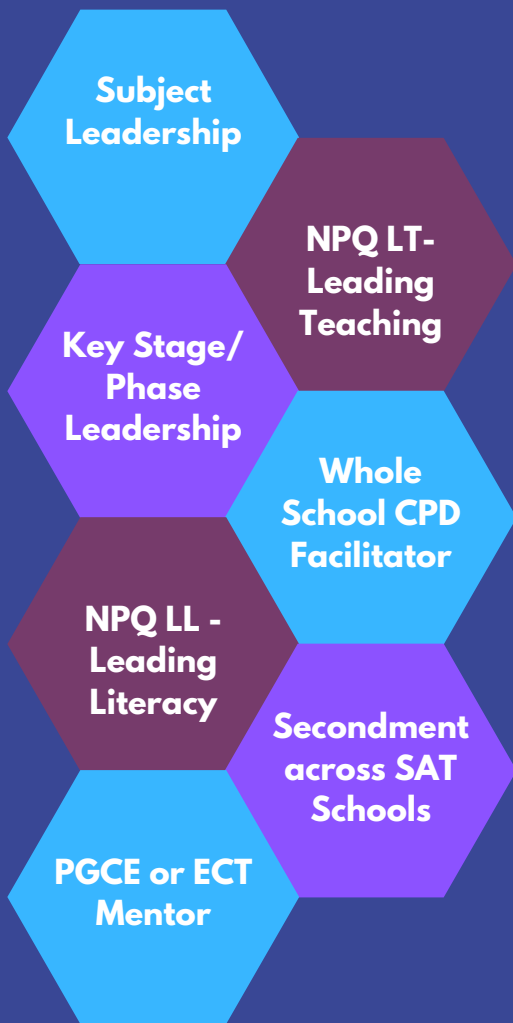 Subject
Leadership
NPQ LT-
Leading
Teaching
Key Stage/
Phase
Leadership
Whole
School CPD
Facilitator
NPQ LL -
Leading
Literacy
Secondment
across SAT
Schools
PGCE or ECT
Mentor